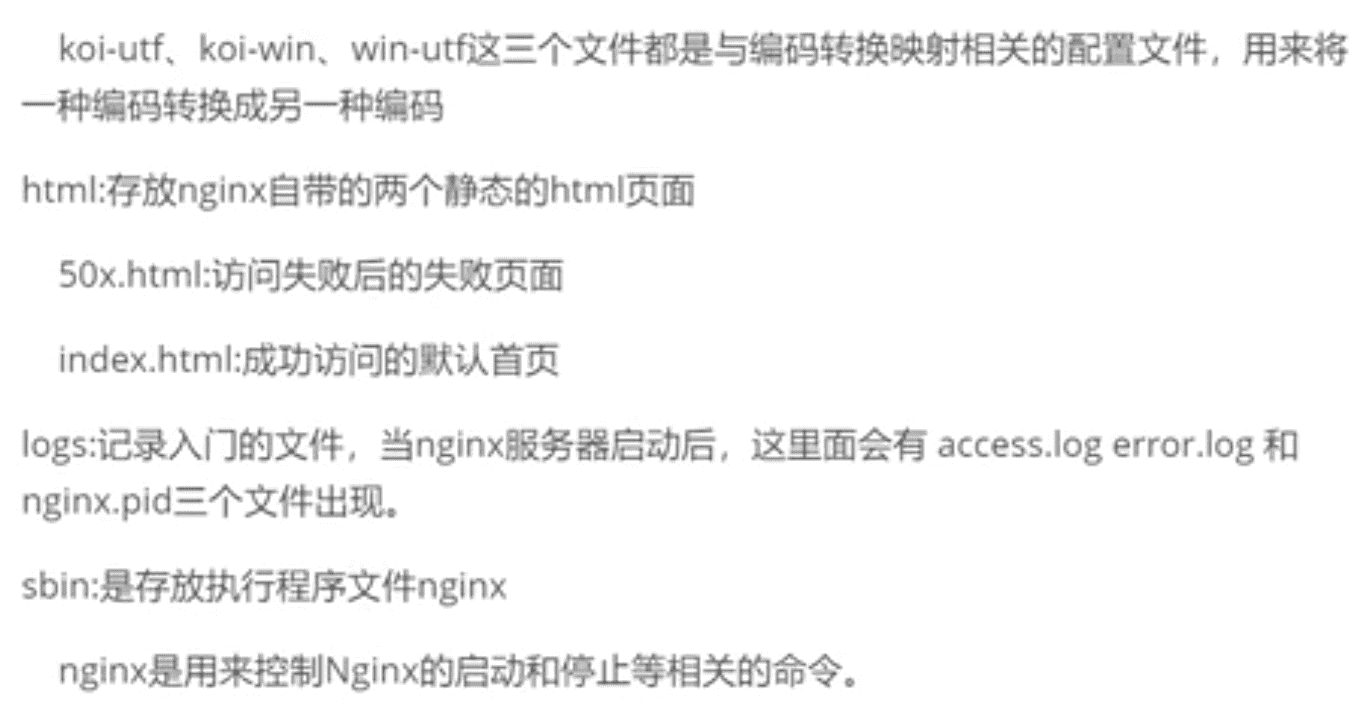 koi-utf、koi-win、win-utf这三个文件都是与编码转换映射相关的配置文件，用来将
一种编码转换成另一种编码
html:存放nginx自带的两个静态的html页面
50x.html:访问失败后的失败页面
index.html:成功访问的默认首页
logs:记录入门的文件，当nginx服务器启动后，这里面会有 access.log error.log 和
nginx.pid三个文件出现。
sbin:是存放执行程序文件nginx
nginx是用来控制Nginx的启动和停止等相关的命令。